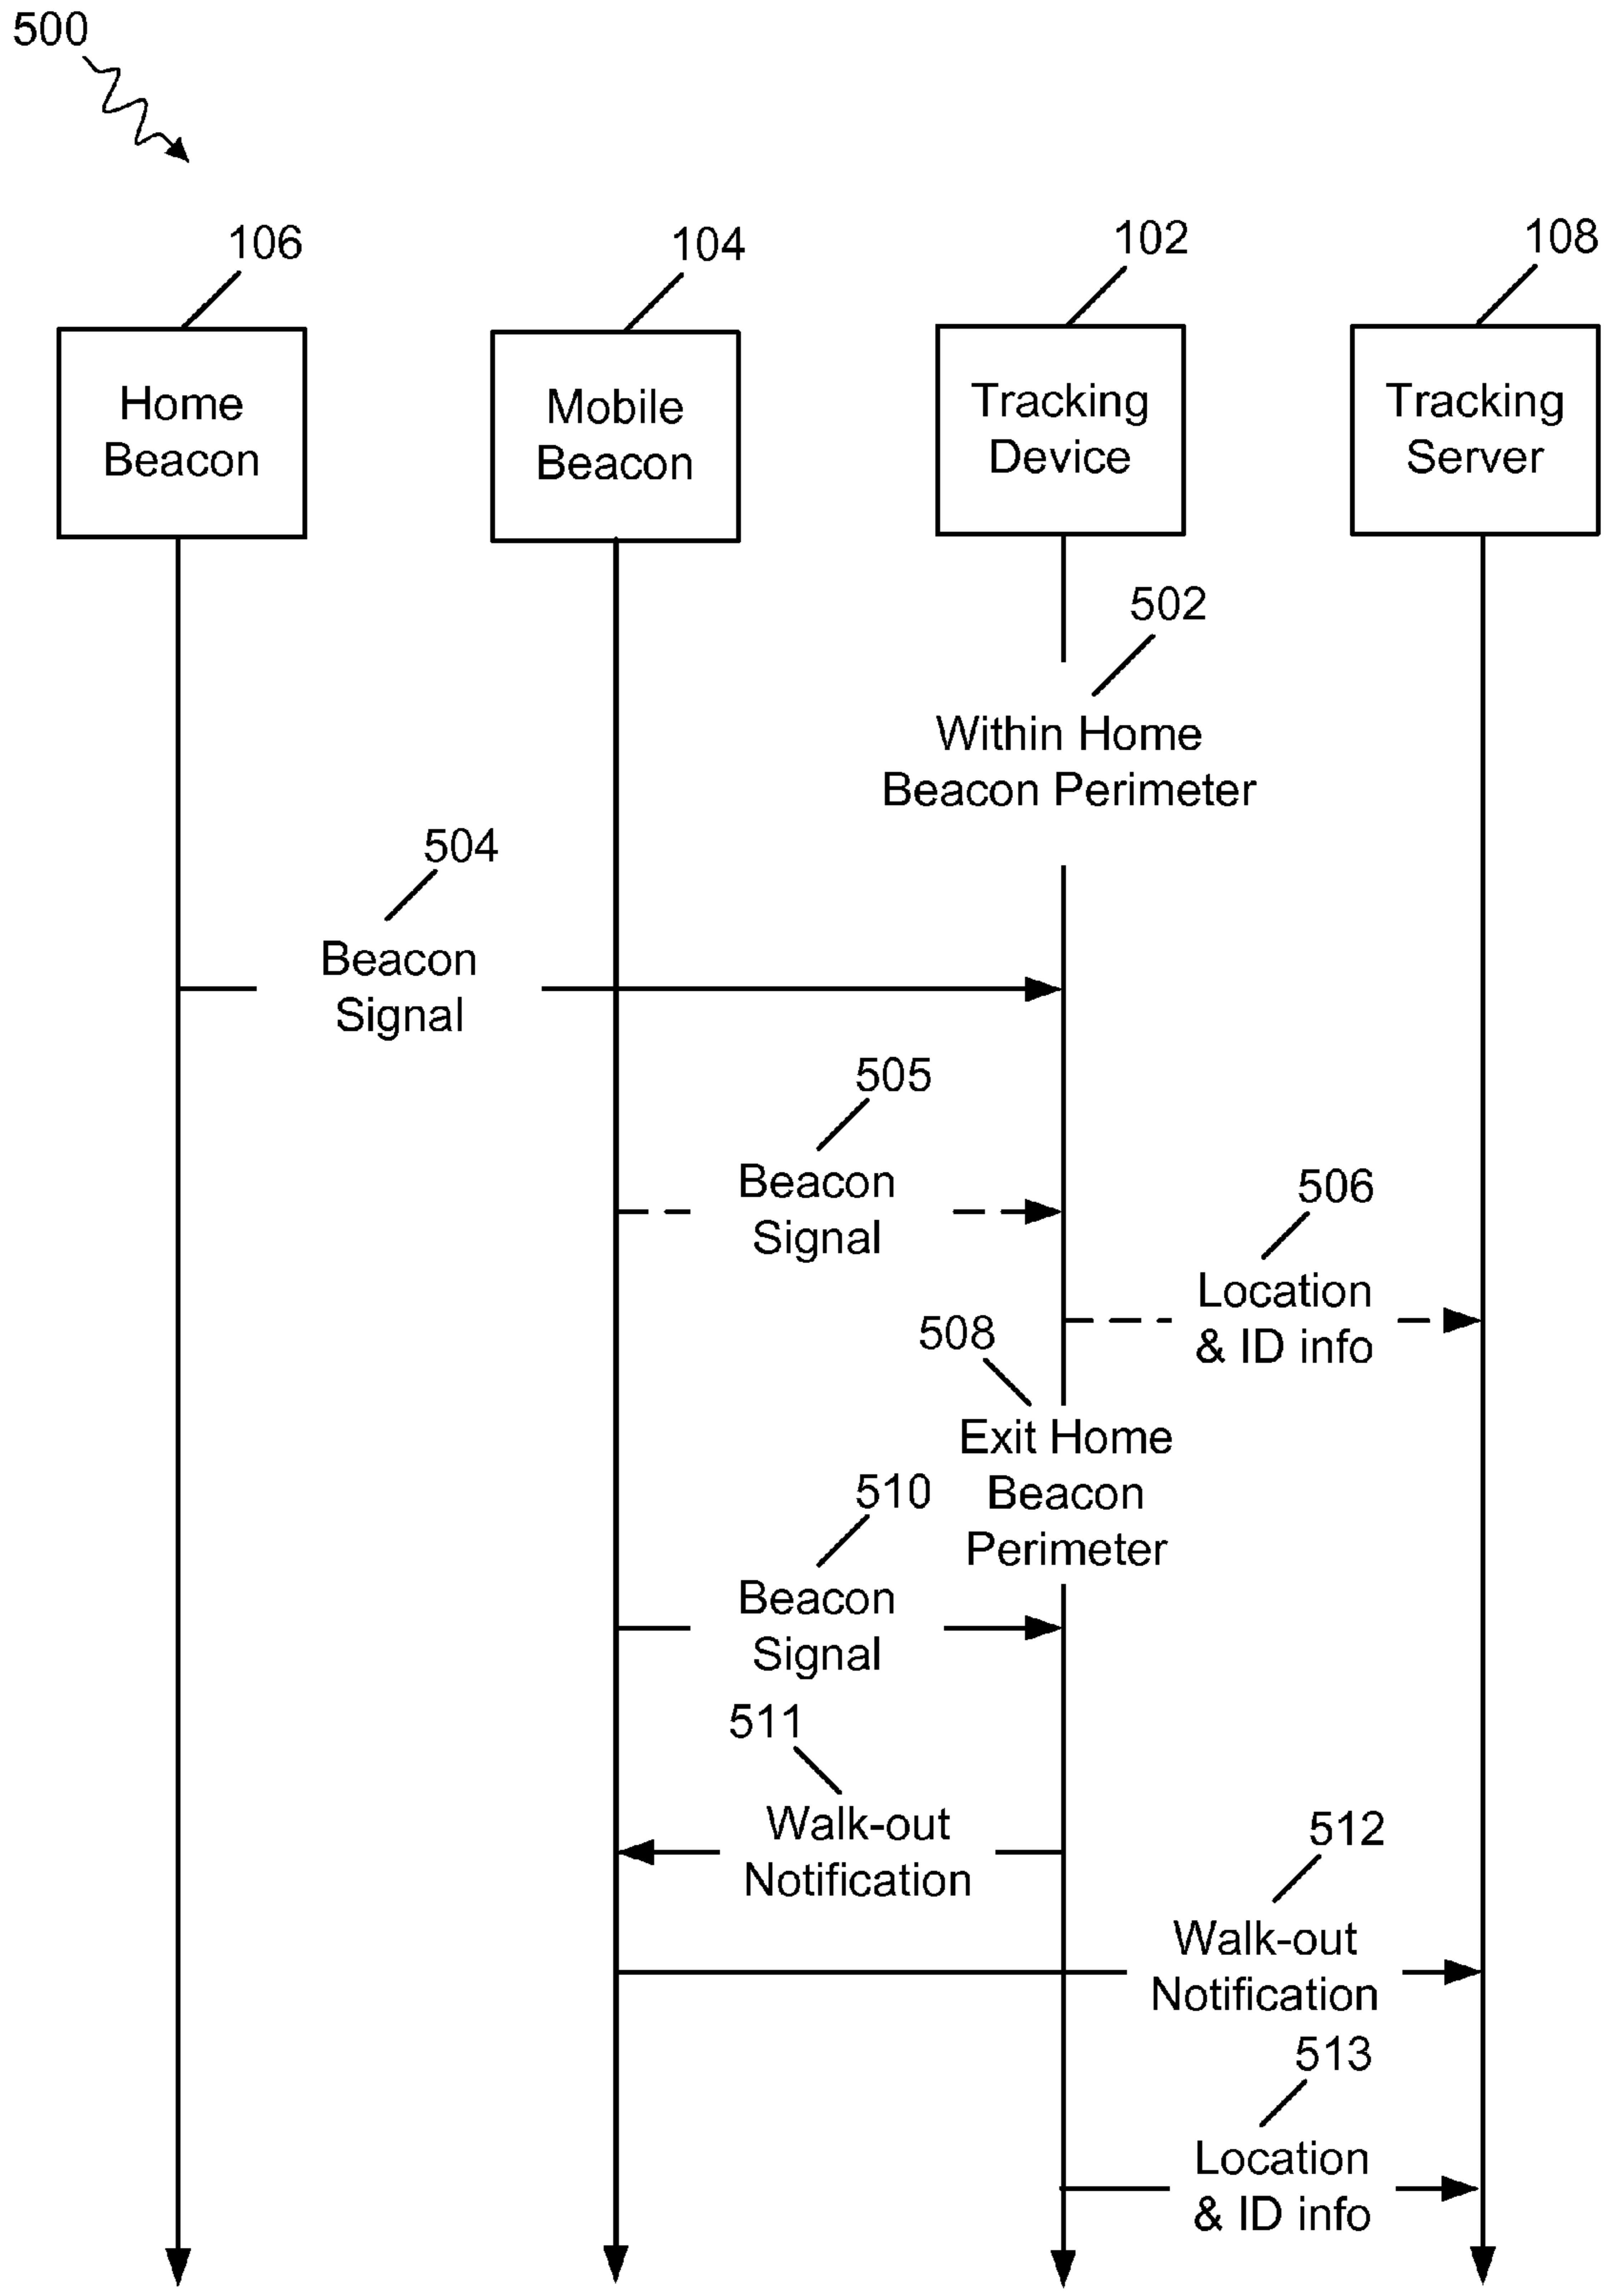 500
106
104
102
108
Home
Beacon
Mobile
Beacon
Tracking
Device
Tracking
Server
502
Within Home
Beacon Perimeter
504
Beacon
Signal
505
Beacon
Signal
506
Location
& ID info
508
Exit Home
Beacon
Perimeter
510
Beacon
Signal
511
Walk-out
Notification
512
Walk-out
Notification
513
Location
& ID info